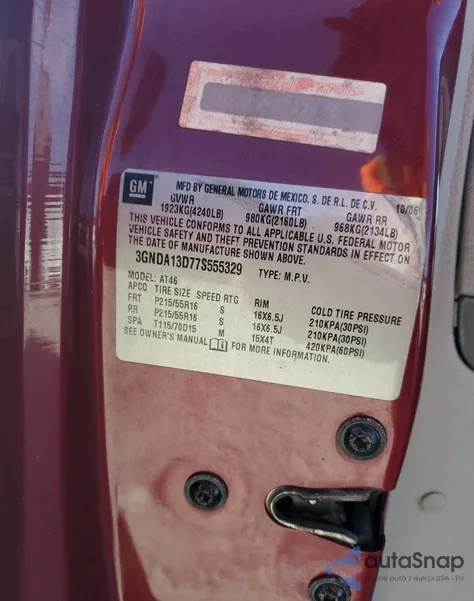 GM
MFD BY GENERAL MOTORS DE MEXICO, S. DE R.L. DE C.V. 10/06
GVWR GAWR FRT GAWR RR
1923KG(4240LB) 980KG(2160LB) 968KG(2134LB)
THIS VEHICLE CONFORMS TO ALL APPLICABLE U.S. FEDERAL MOTOR
VEHICLE SAFETY AND THEFT PREVENTION STANDARDS IN EFFECT ON
THE DATE OF MANUFACTURE SHOWN ABOVE.
3GNDA13D77S555329 TYPE: M.P.V.
MODEL: AT46
APCQ TIRE SIZE SPEED RTG RIM COLD TIRE PRESSURE
FRT P215/55R16 S 16X6.5J 210KPA(30PSI)
RR P215/55R16 S 16X6.5J 210KPA(30PSI)
SPA T115/70D15 M 15X4T 420KPA(60PSI)
SEE OWNER'S MANUAL FOR MORE INFORMATION.
autaSnap
USA - EU